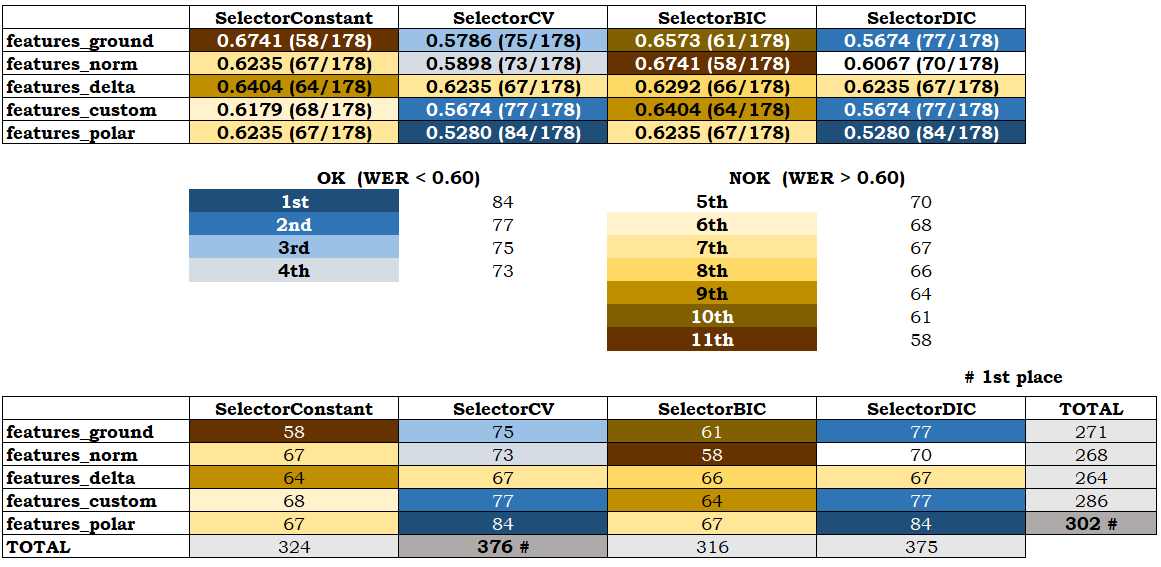 SelectorConstant SelectorCV SelectorBIC SelectorDIC
features_ground 0.6741 (58/178) 0.5786 (75/178) 0.6573 (61/178) 0.5674 (77/178)
features_norm 0.6235 (67/178) 0.5898 (73/178) 0.6741 (58/178) 0.6067 (70/178)
features_delta 0.6404 (64/178) 0.6235 (67/178) 0.6292 (66/178) 0.6235 (67/178)
features_custom 0.6179 (68/178) 0.5674 (77/178) 0.6404 (64/178) 0.5674 (77/178)
features_polar 0.6235 (67/178) 0.5280 (84/178) 0.6235 (67/178) 0.5280 (84/178)
OK (WER < 0.60) NOK (WER > 0.60)
1st 84 5th 70
2nd 77 6th 68
3rd 75 7th 67
4th 73 8th 66
9th 64
10th 61
11th 58
# 1st place
SelectorConstant SelectorCV SelectorBIC SelectorDIC TOTAL
features_ground 58 75 61 77 271
features_norm 67 73 58 70 268
features_delta 64 67 66 67 264
features_custom 68 77 64 77 286
features_polar 67 84 67 84 302 #
TOTAL 324 376 # 316 375